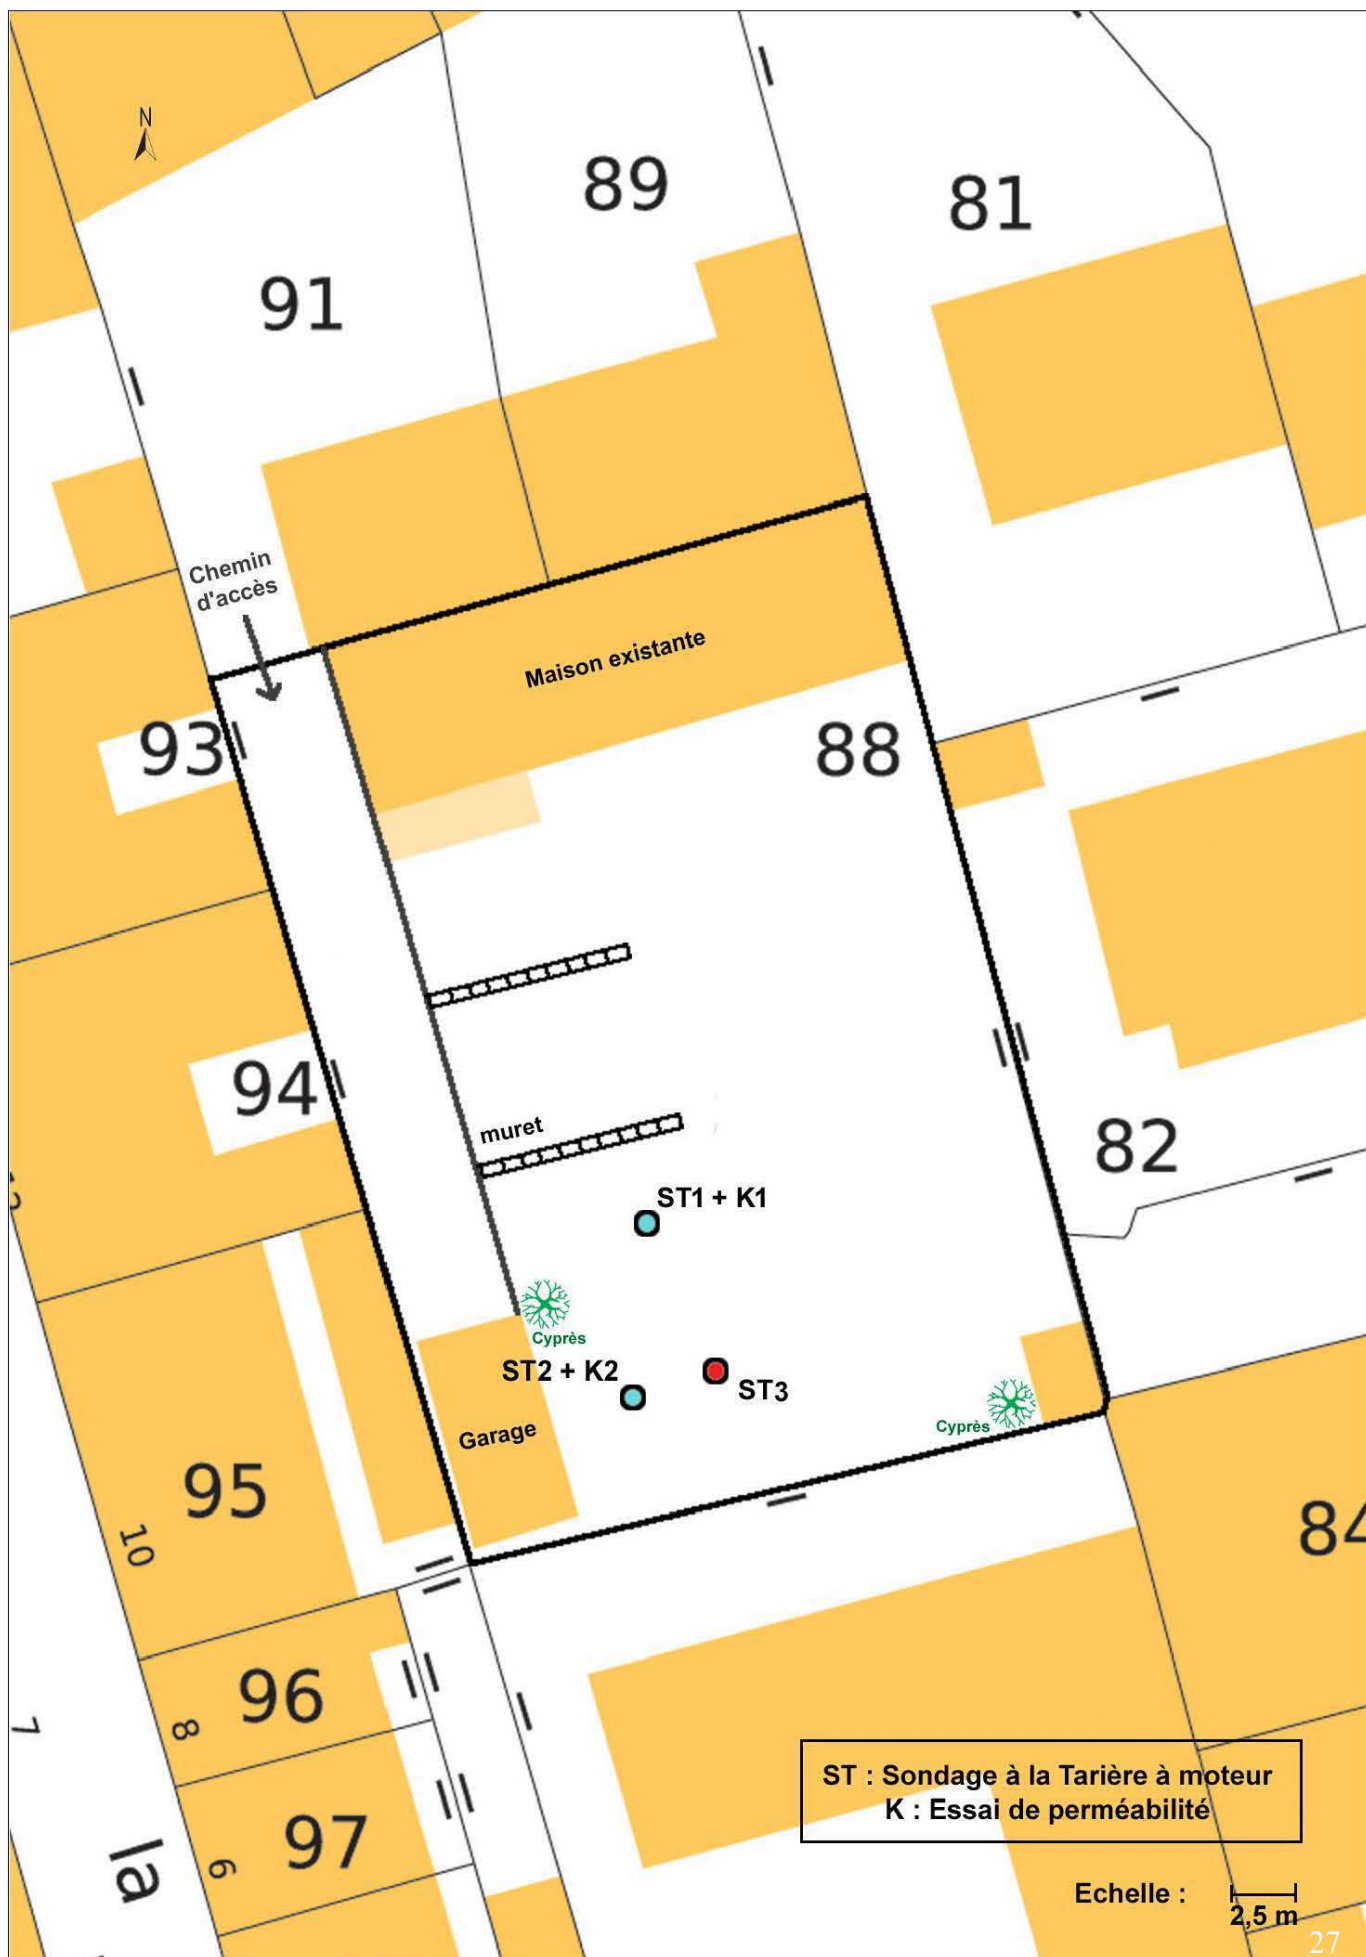 N
89
81
91
Chemin
d'accès
Maison existante
93
88
94
muret
82
ST1 + K1
Cyprès
ST2 + K2
ST3
Cyprès
Garage
95
10
84
96
8
7
ST : Sondage à la Tarière à moteur
K : Essai de perméabilité
97
6
la
Echelle :
2,5 m
27